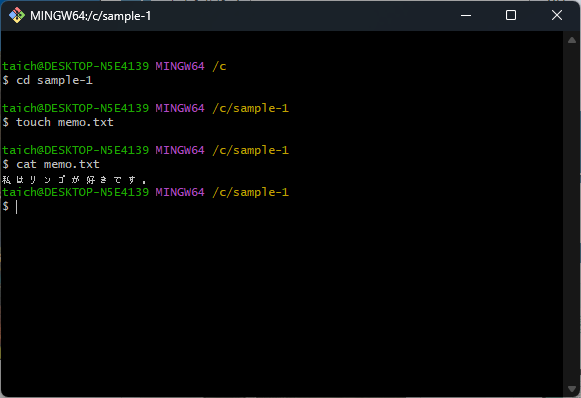 MINGW64:/c/sample-1
taich@DESKTOP-N5E4139 MINGW64 /c
$ cd sample-1
taich@DESKTOP-N5E4139 MINGW64 /c/sample-1
$ touch memo.txt
taich@DESKTOP-N5E4139 MINGW64 /c/sample-1
$ cat memo.txt
私はリンゴが好きです。
taich@DESKTOP-N5E4139 MINGW64 /c/sample-1
$